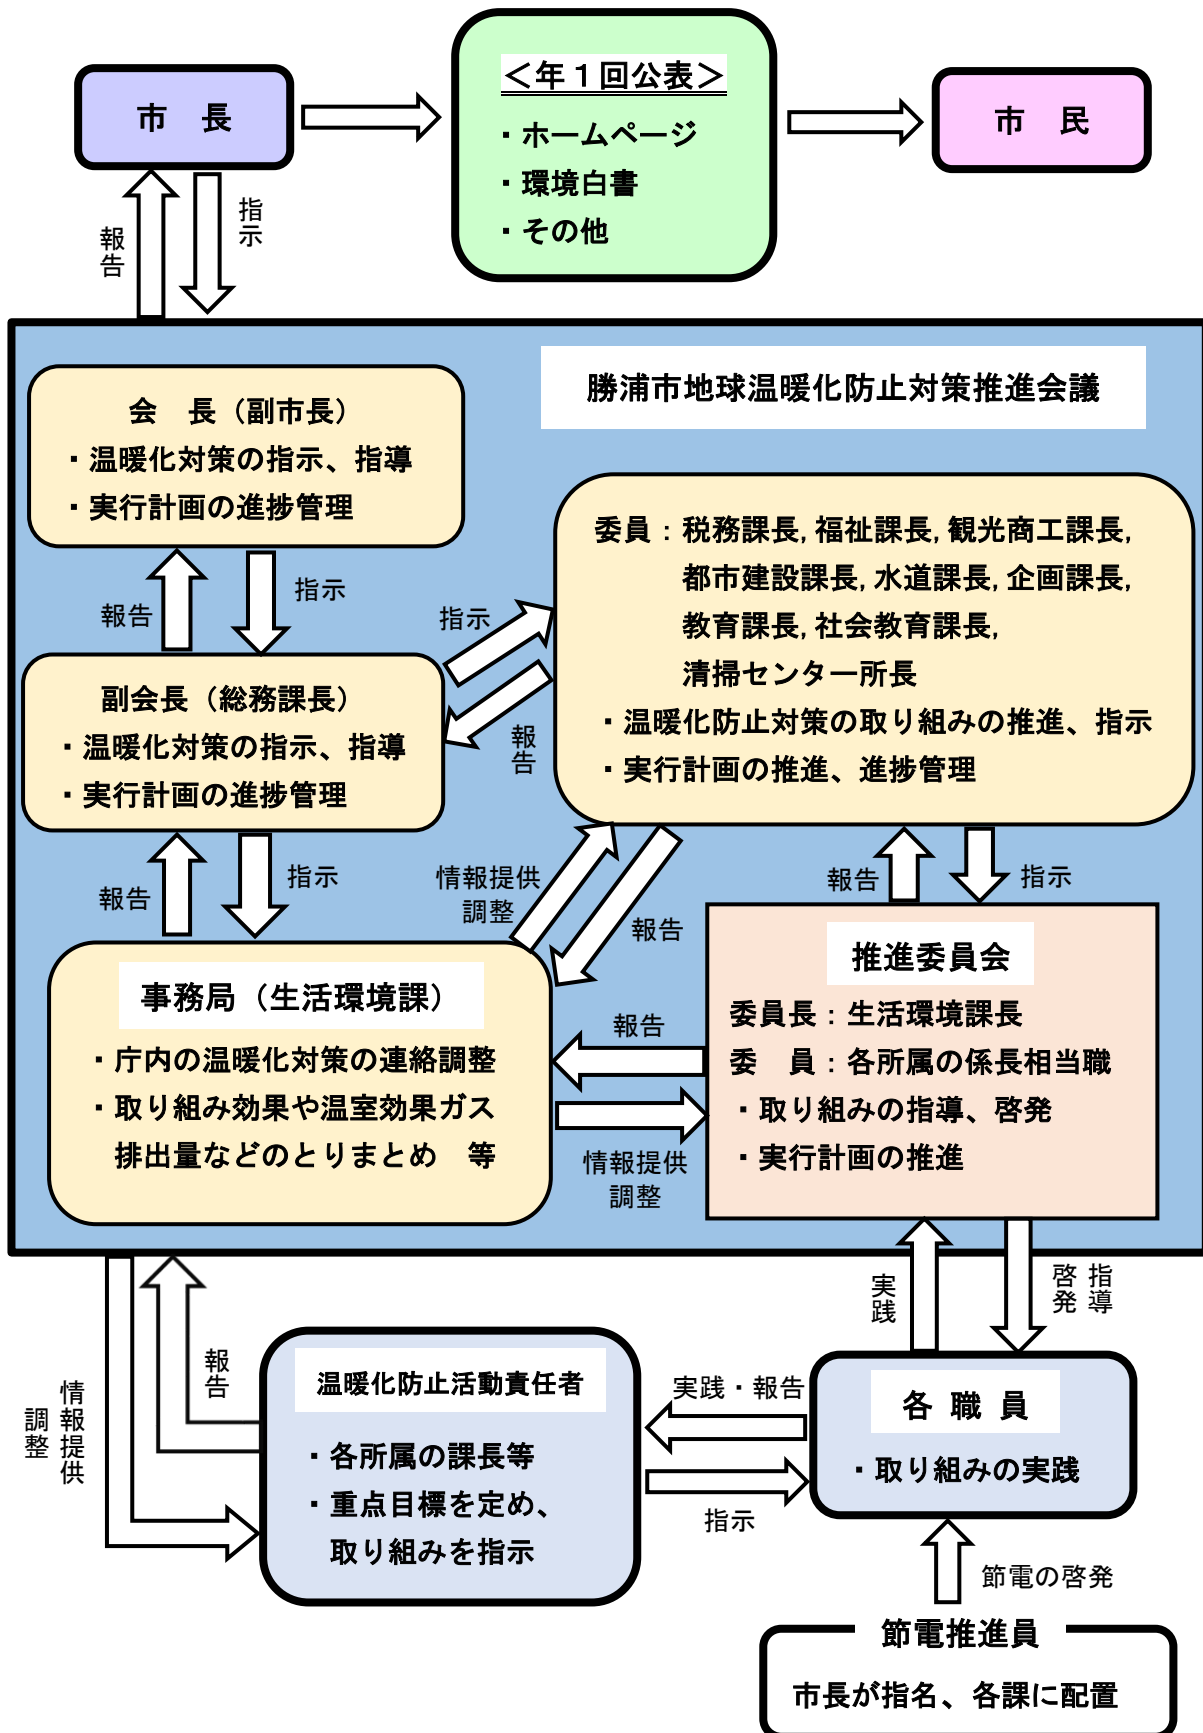 市　長
＜年１回公表＞
・ホームページ
・環境白書
・その他
市　民
報告
指示
勝浦市地球温暖化防止対策推進会議
会　長（副市長）
・温暖化対策の指示、指導
・実行計画の進捗管理
報告
指示
副会長（総務課長）
・温暖化対策の指示、指導
・実行計画の進捗管理
指示
報告
委員：税務課長,福祉課長,観光商工課長,
都市建設課長,水道課長,企画課長,
教育課長,社会教育課長,
清掃センター所長
・温暖化防止対策の取り組みの推進、指示
・実行計画の推進、進捗管理
報告
指示
情報提供
調整
報告
報告
指示
事務局（生活環境課）
・庁内の温暖化対策の連絡調整
・取り組み効果や温室効果ガス
排出量などのとりまとめ　等
報告
情報提供
調整
推進委員会
委員長：生活環境課長
委　員：各所属の係長相当職
・取り組みの指導、啓発
・実行計画の推進
情報提供
調整
報告
実践
指導
啓発
温暖化防止活動責任者
・各所属の課長等
・重点目標を定め、
取り組みを指示
実践・報告
指示
各 職 員
・取り組みの実践
節電の啓発
節電推進員
市長が指名、各課に配置